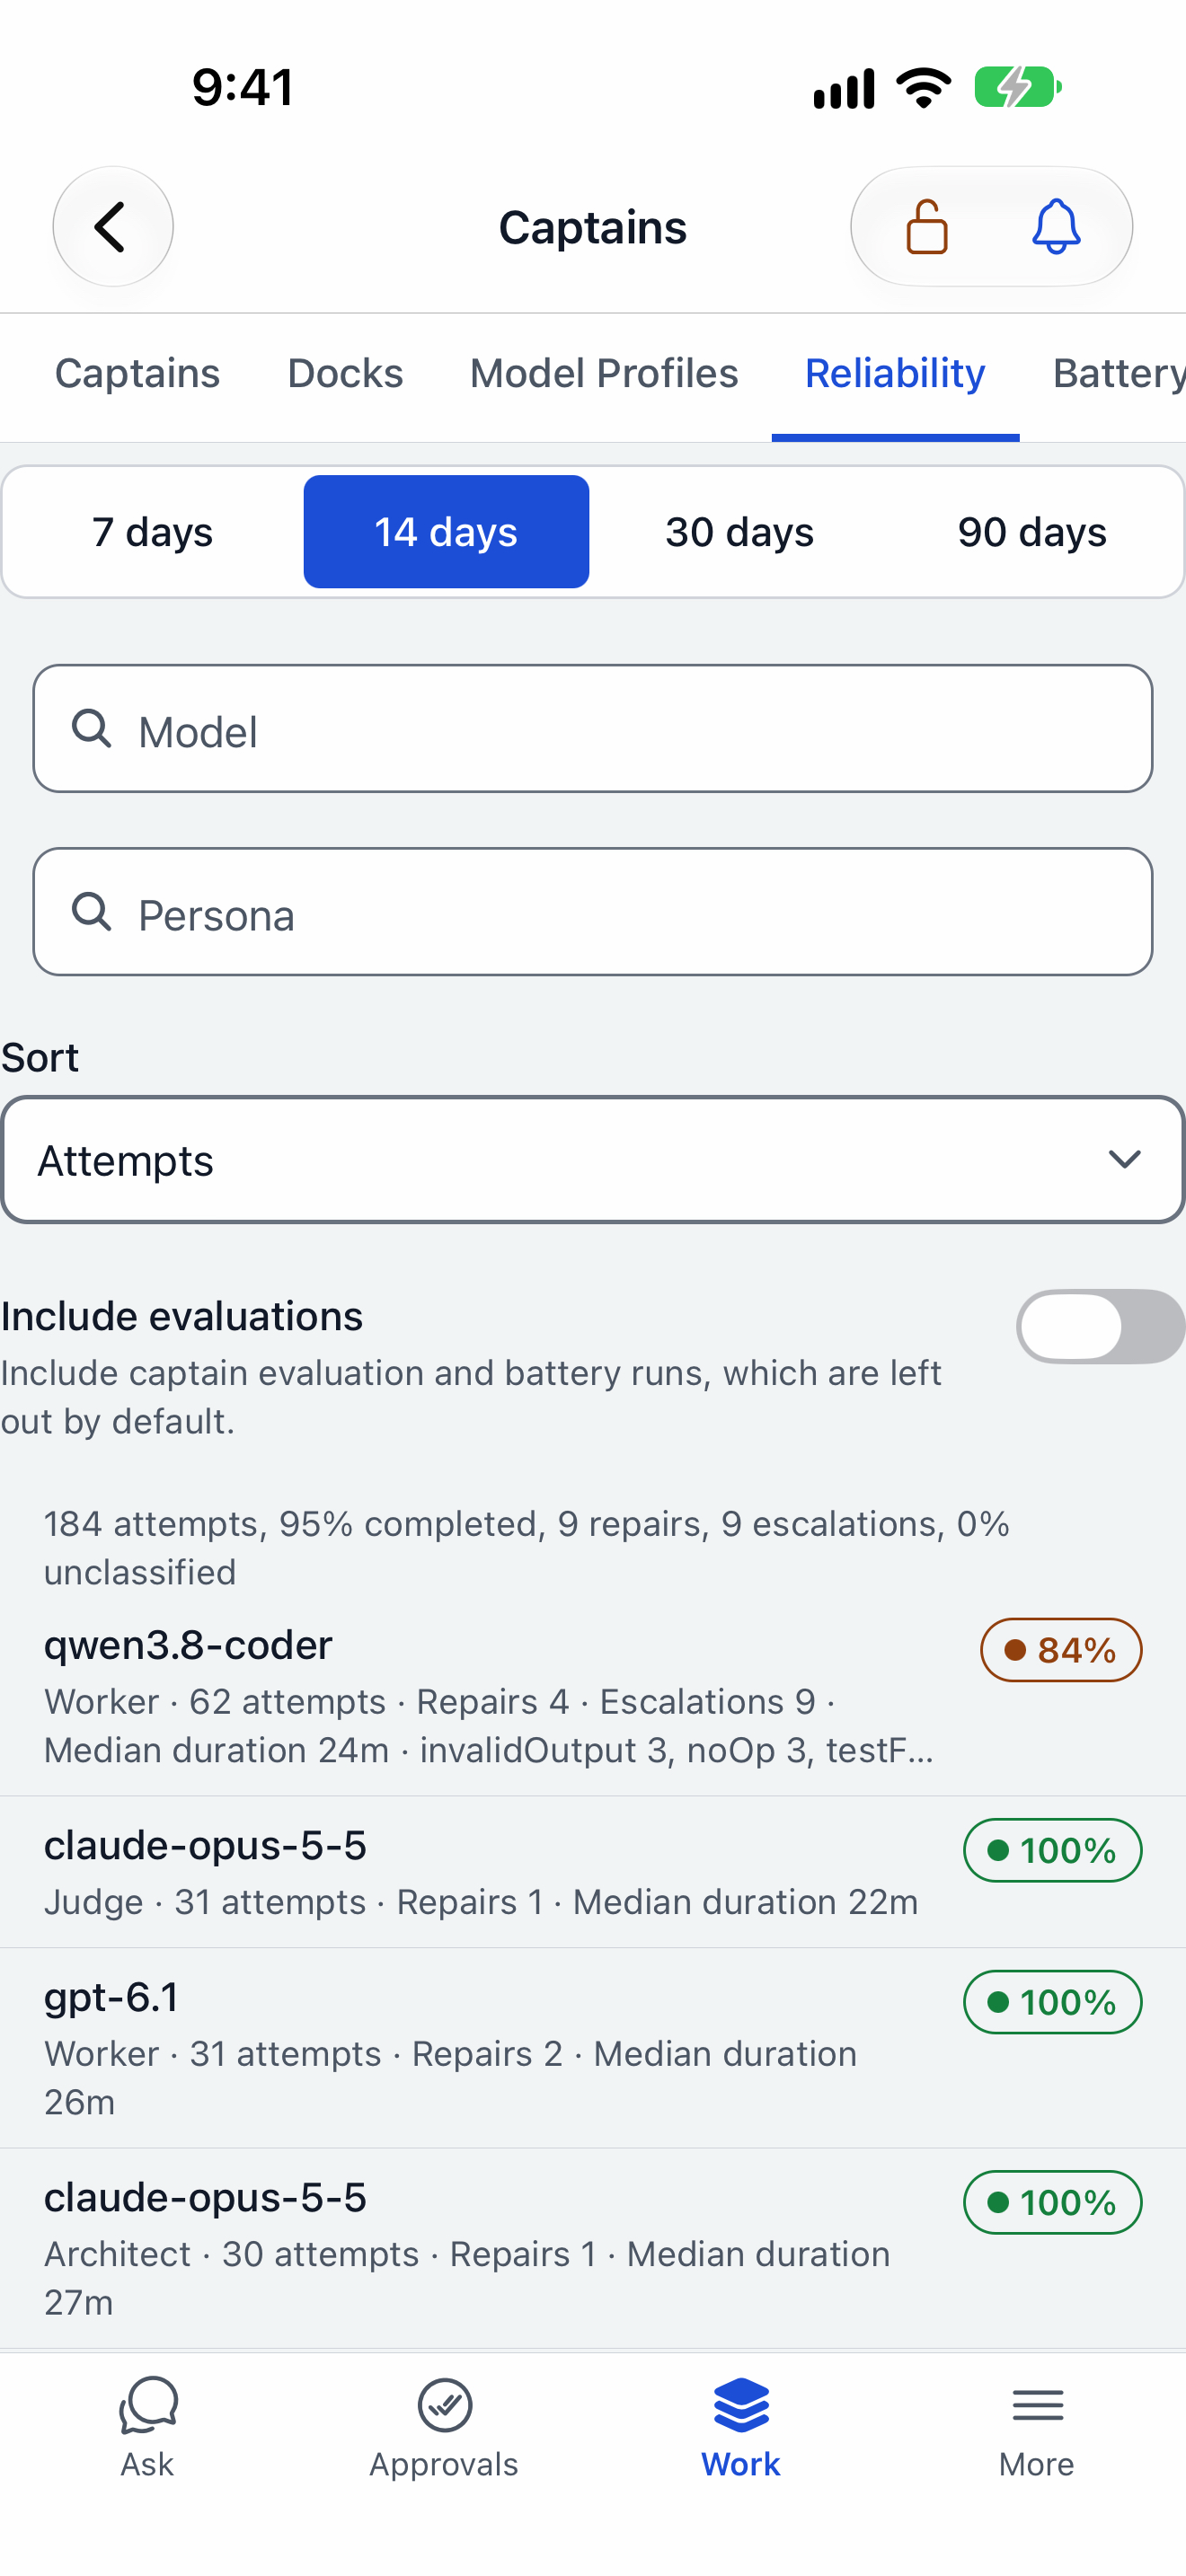 9:41
Captains
Captains Docks Model Profiles Reliability Battery
7 days 14 days 30 days 90 days
Model
Persona
Sort
Attempts
Include evaluations
Include captain evaluation and battery runs, which are left
out by default.
184 attempts, 95% completed, 9 repairs, 9 escalations, 0%
unclassified
qwen3.8-coder 84%
Worker · 62 attempts · Repairs 4 · Escalations 9 ·
Median duration 24m · invalidOutput 3, noOp 3, testF...
claude-opus-5-5 100%
Judge · 31 attempts · Repairs 1 · Median duration 22m
gpt-6.1 100%
Worker · 31 attempts · Repairs 2 · Median duration
26m
claude-opus-5-5 100%
Architect · 30 attempts · Repairs 1 · Median duration
27m
Ask Approvals Work More